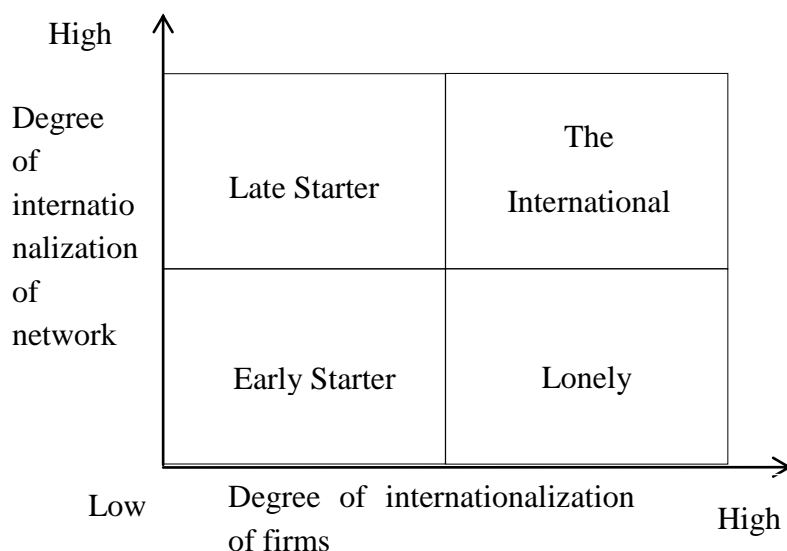 High
Degree
of
internatio
nalization
of
network
Late Starter
The
International
Early Starter
Lonely
Low
Degree of internationalization
of firms
High